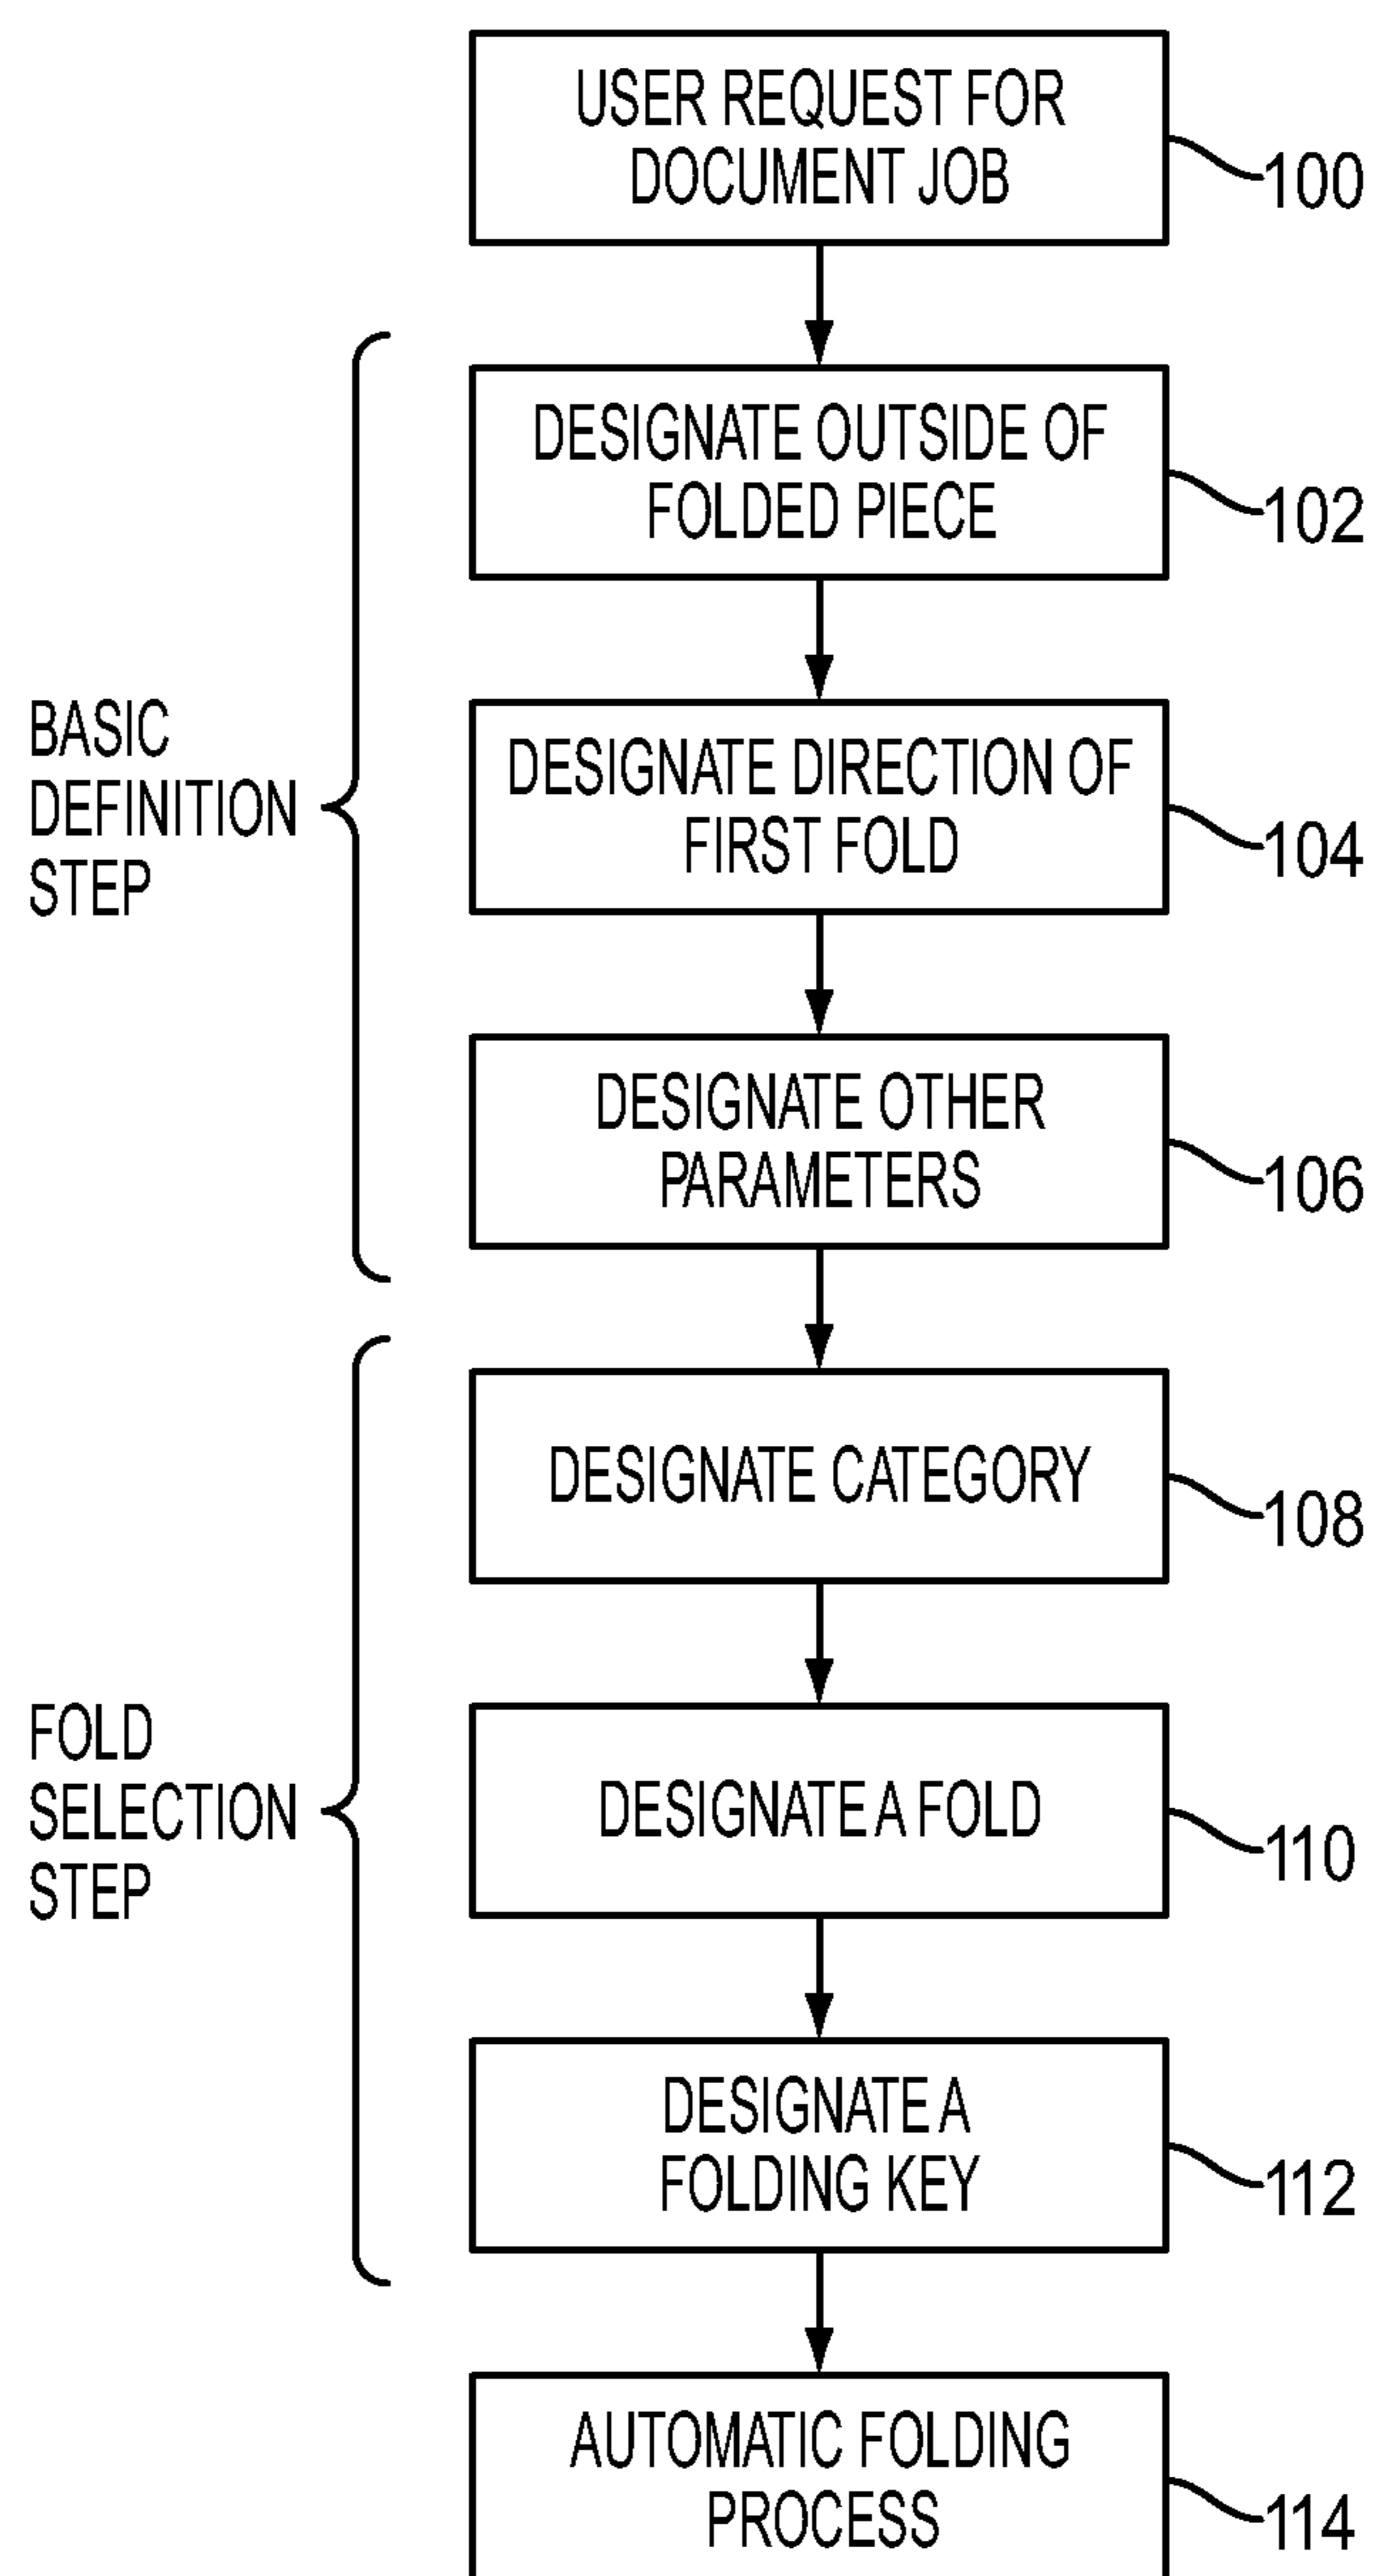 USER REQUEST FOR
DOCUMENT JOB
100
DESIGNATE OUTSIDE OF
FOLDED PIECE
102
BASIC
DEFINITION
STEP
DESIGNATE DIRECTION OF
FIRST FOLD
104
DESIGNATE OTHER
PARAMETERS
106
DESIGNATE CATEGORY
108
FOLD
SELECTION
STEP
DESIGNATE A FOLD
110
DESIGNATE A
FOLDING KEY
112
AUTOMATIC FOLDING
PROCESS
114